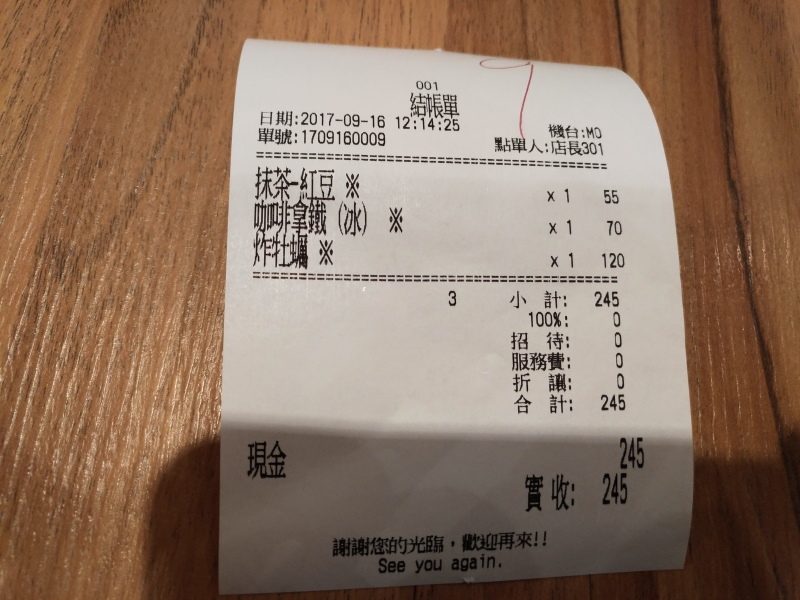 001
結帳單
日期:2017-09-16 12:14:25 機台:M0
單號:1709160009 點單人:店長301
抹茶-紅豆 ※ x 1 55
咖啡拿鐵 (冰) ※ x 1 70
炸牡蠣 ※ x 1 120
3 小 計: 245
100%: 0
招 待: 0
服務費: 0
折 讓: 0
合 計: 245
現金 245
實 收: 245
謝謝您的光臨，歡迎再來!!
See you again.